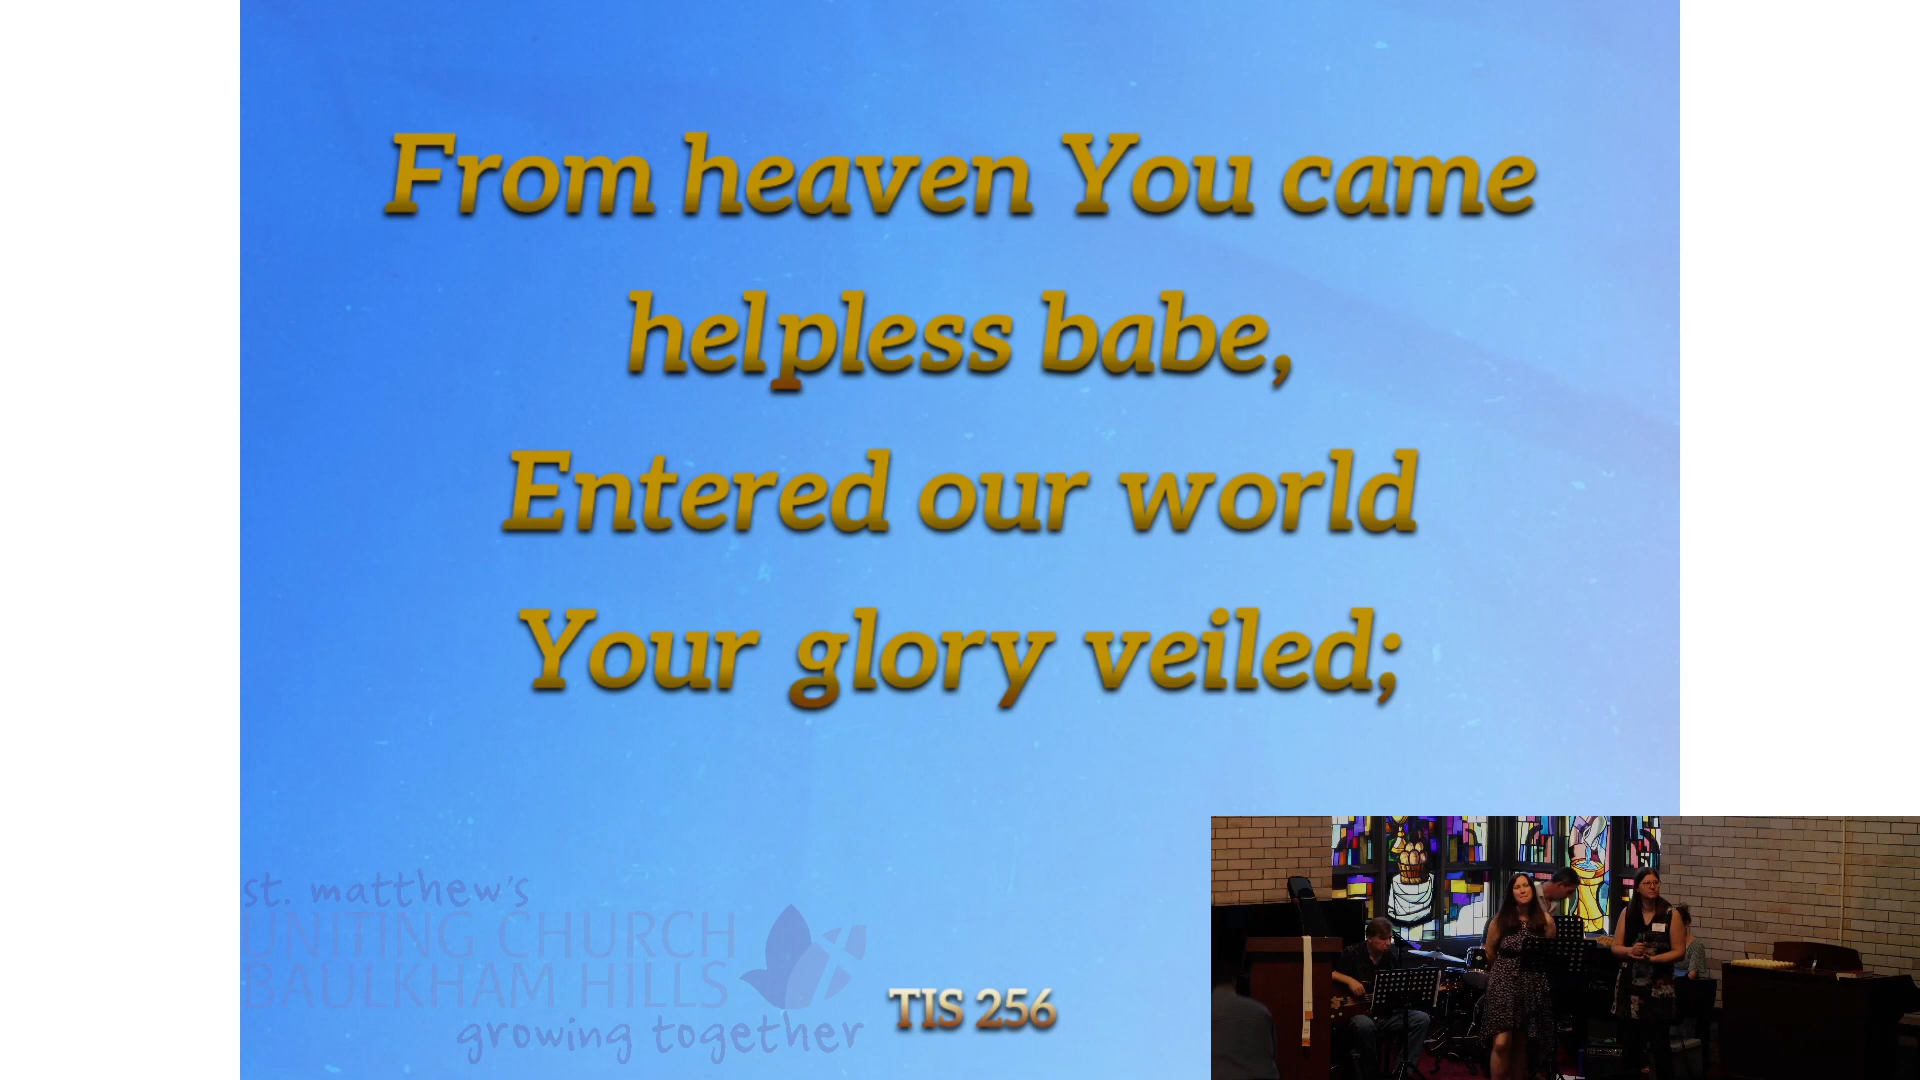 From heaven You came
helpless babe,
Entered our world
Your glory veiled;
st. matthew's
UNITING CHURCH
BAULKHAM HILLS
growing together
TIS 256